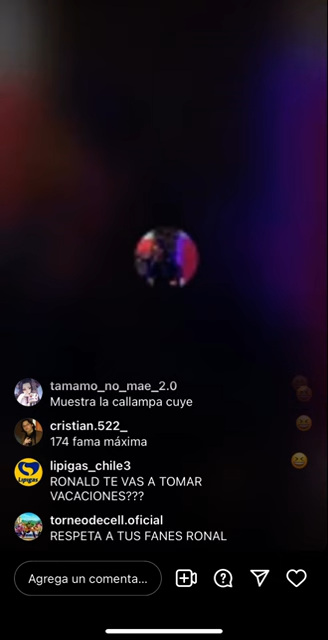 tamamo_no_mae_2.0
Muestra la callampa cuye
cristian.522_
174 fama máxima
Lipigas
lipigas_chile3
RONALD TE VAS A TOMAR
VACACIONES???
torneodecell.oficial
RESPETA A TUS FANES RONAL
Agrega un comenta...